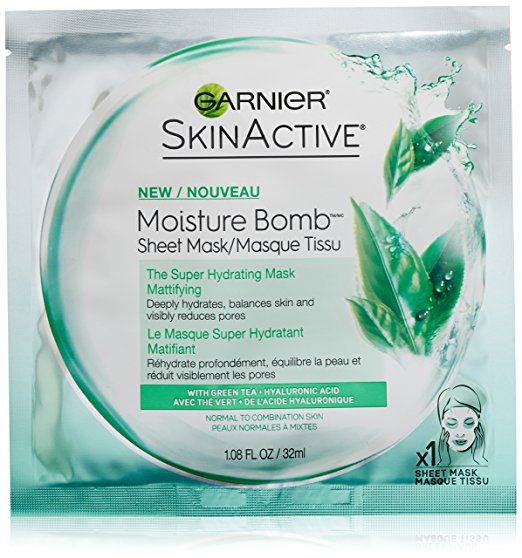 GARNIER®
SKINACTIVE®
NEW / NOUVEAU
Moisture Bomb™/MC
Sheet Mask/Masque Tissu
The Super Hydrating Mask
Mattifying
Deeply hydrates, balances skin and
visibly reduces pores
Le Masque Super Hydratant
Matifiant
Réhydrate profondément, équilibre la peau et
réduit visiblement les pores
WITH GREEN TEA + HYALURONIC ACID
AVEC THÉ VERT + DE L'ACIDE HYALURONIQUE
NORMAL TO COMBINATION SKIN
PEAUX NORMALES À MIXTES
1.08 FL OZ / 32ml
x1
SHEET MASK
MASQUE TISSU